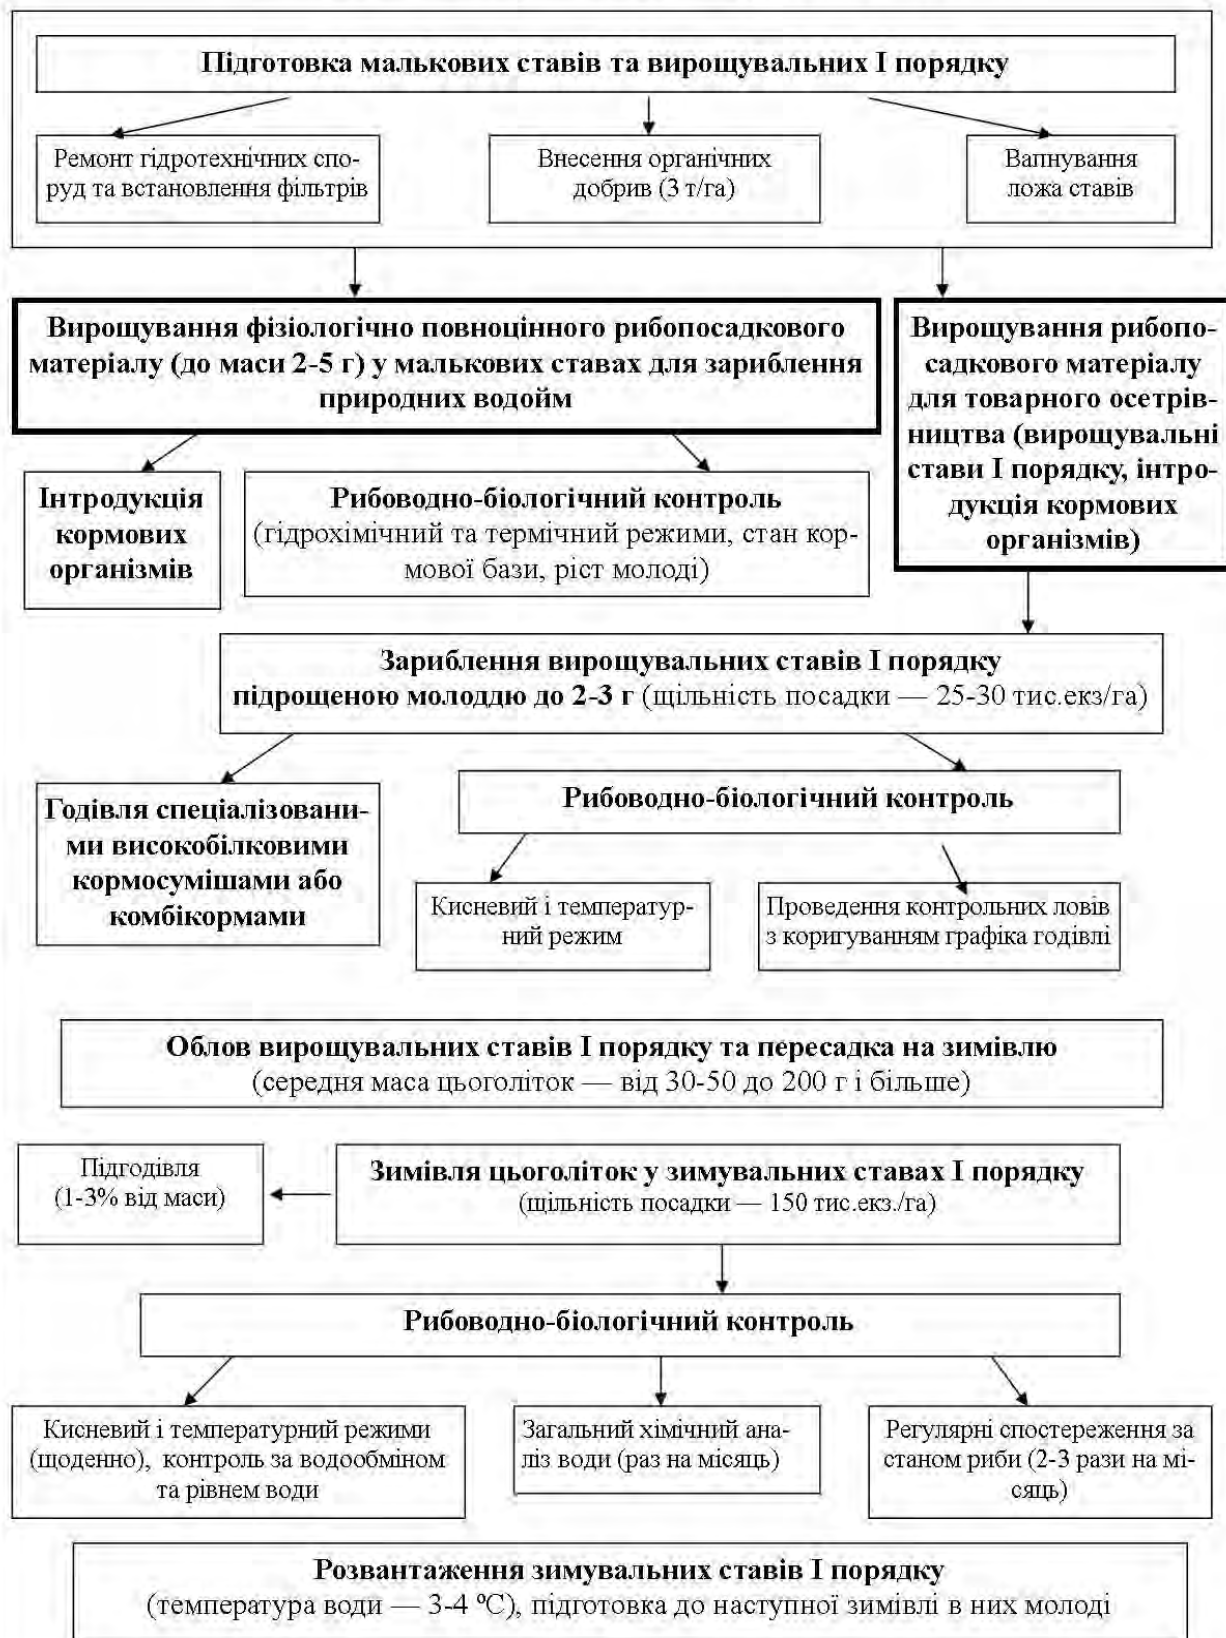 Підготовка малькових ставів та вирощувальних І порядку
Ремонт гідротехнічних спо-
руд та встановлення фільтрів
Внесення органічних
добрив (3 т/га)
Вапнування
ложа ставів
Вирощування фізіологічно повноцінного рибопосадкового
матеріалу (до маси 2-5 г) у малькових ставах для зариблення
природних водойм
Вирощування рибопо-
садкового матеріалу
для товарного осетрів-
ництва (вирощувальні
стави І порядку, інтро-
дукція кормових
організмів)
Інтродукція
кормових
організмів
Рибоводно-біологічний контроль
(гідрохімічний та термічний режими, стан кор-
мової бази, ріст молоді)
Зариблення вирощувальних ставів І порядку
підрощеною молоддю до 2-3 г (щільність посадки — 25-30 тис.екз/га)
Годівля спеціалізовани-
ми високобілковими
кормосумішами або
комбікормами
Рибоводно-біологічний контроль
Кисневий і температур-
ний режим
Проведення контрольних ловів
з коригуванням графіка годівлі
Облов вирощувальних ставів І порядку та пересадка на зимівлю
(середня маса цьоголіток — від 30-50 до 200 г і більше)
Підгодівля
(1-3% від маси)
Зимівля цьоголіток у зимувальних ставах І порядку
(щільність посадки — 150 тис.екз./га)
Рибоводно-біологічний контроль
Кисневий і температурний режими
(щоденно), контроль за водообміном
та рівнем води
Загальний хімічний ана-
ліз води (раз на місяць)
Регулярні спостереження за
станом риби (2-3 рази на мі-
сяць)
Розвантаження зимувальних ставів І порядку
(температура води — 3-4 ºС), підготовка до наступної зимівлі в них молоді